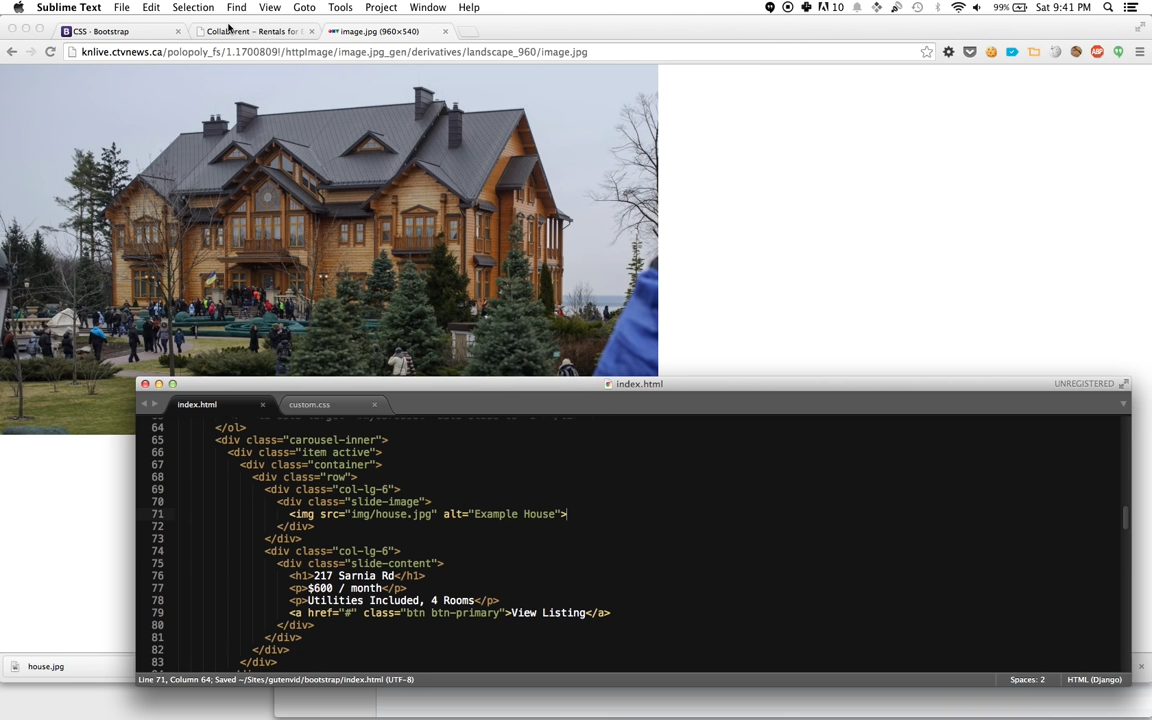 Sublime Text File Edit Selection Find View Goto Tools Project Window Help 10 99% Sat 9:41 PM
CSS · Bootstrap Collaberent – Rentals for image.jpg (960×540)
knlive.ctvnews.ca/polopoly_fs/1.1700809!/httpImage/image.jpg_gen/derivatives/landscape_960/image.jpg
index.html UNREGISTERED
index.html custom.css
64 </ol>
65 <div class="carousel-inner">
66 <div class="item active">
67 <div class="container">
68 <div class="row">
69 <div class="col-lg-6">
70 <div class="slide-image">
71 <img src="img/house.jpg" alt="Example House">
72 </div>
73 </div>
74 <div class="col-lg-6">
75 <div class="slide-content">
76 <h1>217 Sarnia Rd</h1>
77 <p>$600 / month</p>
78 <p>Utilities Included, 4 Rooms</p>
79 <a href="#" class="btn btn-primary">View Listing</a>
80 </div>
81 </div>
82 </div>
83 </div>
house.jpg
Line 71, Column 64; Saved ~/Sites/gutenvid/bootstrap/index.html (UTF-8) Spaces: 2 HTML (Django)